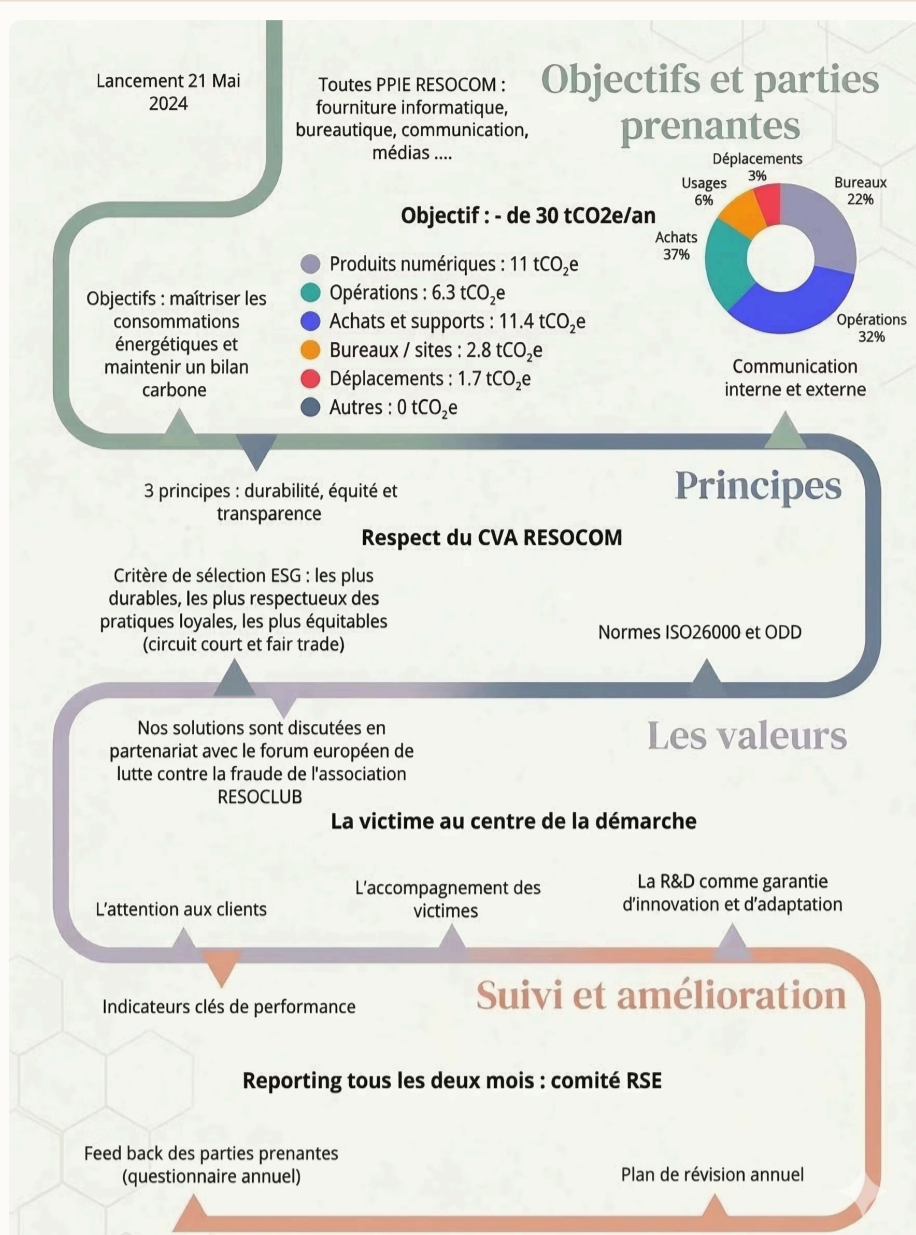 Lancement 21 Mai
2024
Toutes PPIE RESOCOM :
fourniture informatique,
bureautique, communication,
médias ....
Objectifs et parties
prenantes
Déplacements
3%
Usages
6%
Bureaux
22%
Achats
37%
Opérations
32%
Objectif : - de 30 tCO2e/an
Produits numériques : 11 tCO₂e
Opérations : 6.3 tCO₂e
Achats et supports : 11.4 tCO₂e
Bureaux / sites : 2.8 tCO₂e
Déplacements : 1.7 tCO₂e
Autres : 0 tCO₂e
Objectifs : maîtriser les
consommations
énergétiques et
maintenir un bilan
carbone
Communication
interne et externe
Principes
3 principes : durabilité, équité et
transparence
Respect du CVA RESOCOM
Critère de sélection ESG : les plus
durables, les plus respectueux des
pratiques loyales, les plus équitables
(circuit court et fair trade)
Normes ISO26000 et ODD
Les valeurs
Nos solutions sont discutées en
partenariat avec le forum européen de
lutte contre la fraude de l'association
RESOCLUB
La victime au centre de la démarche
L'attention aux clients
L'accompagnement des
victimes
La R&D comme garantie
d'innovation et d'adaptation
Suivi et amélioration
Indicateurs clés de performance
Reporting tous les deux mois : comité RSE
Feed back des parties prenantes
(questionnaire annuel)
Plan de révision annuel